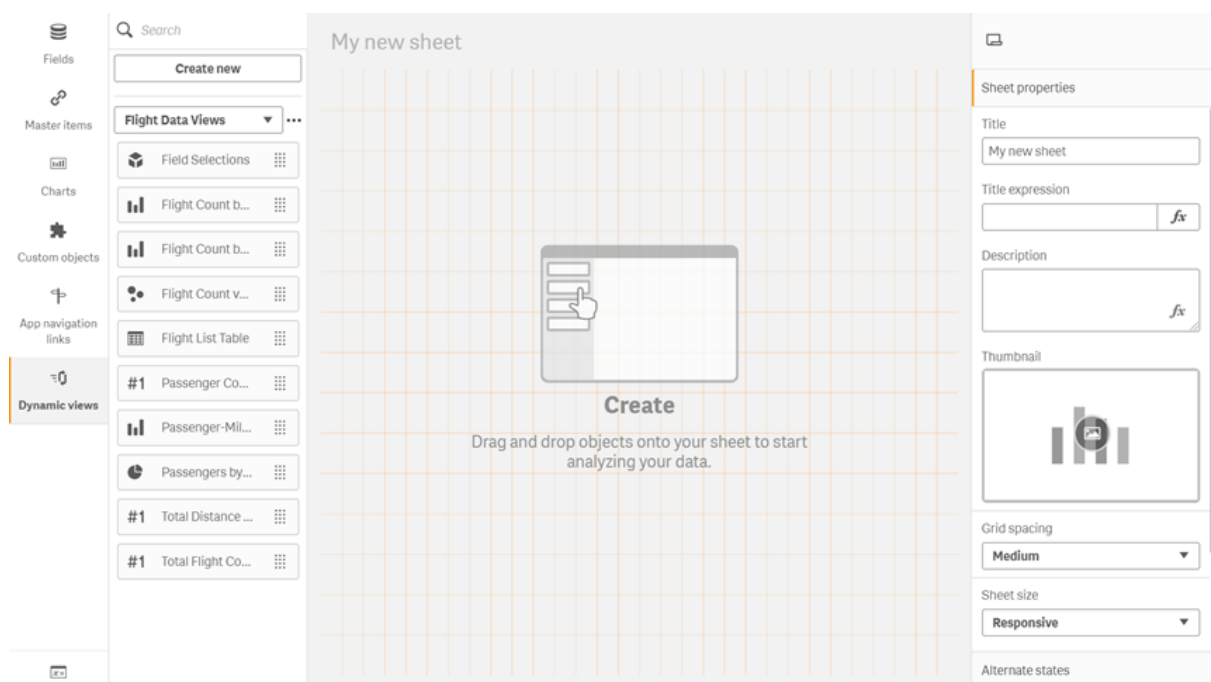 Fields
Master items
Charts
Custom objects
App navigation
links
Dynamic views
Search
Create new
Flight Data Views
Field Selections
Flight Count b...
Flight Count b...
Flight Count v...
Flight List Table
#1 Passenger Co...
Passenger-Mil...
Passengers by...
#1 Total Distance ...
#1 Total Flight Co...
My new sheet
Create
Drag and drop objects onto your sheet to start
analyzing your data.
Sheet properties
Title
My new sheet
Title expression
fx
Description
fx
Thumbnail
Grid spacing
Medium
Sheet size
Responsive
Alternate states